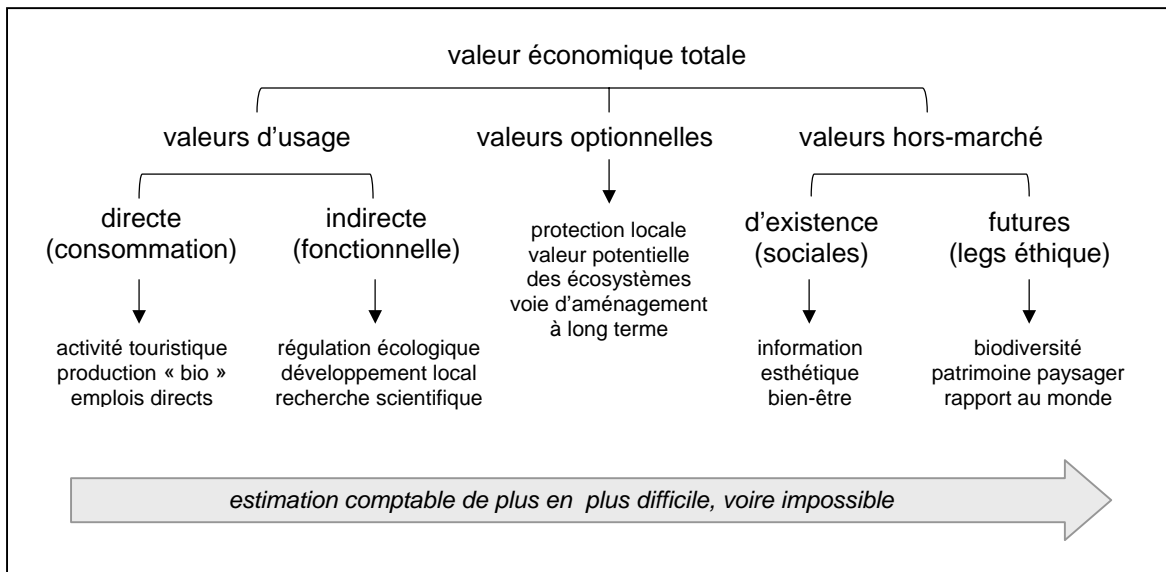 valeur économique totale
valeurs d'usage
valeurs optionnelles
valeurs hors-marché
directe
(consommation)
indirecte
(fonctionnelle)
protection locale
valeur potentielle
des écosystèmes
voie d'aménagement
à long terme
d'existence
(sociales)
futures
(legs éthique)
activité touristique
production « bio »
emplois directs
régulation écologique
développement local
recherche scientifique
information
esthétique
bien-être
biodiversité
patrimoine paysager
rapport au monde
estimation comptable de plus en plus difficile, voire impossible